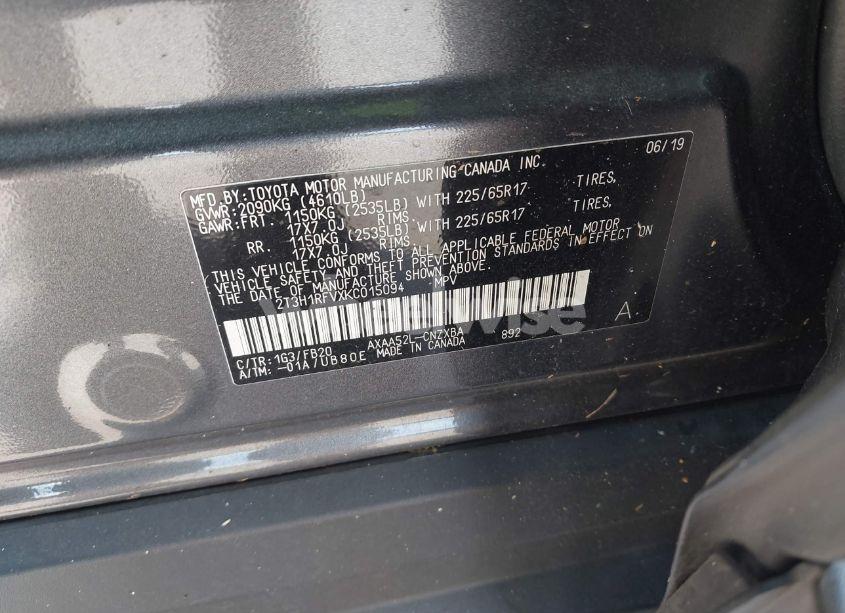 MFD BY: TOYOTA MOTOR MANUFACTURING CANADA INC. 06/19
GVWR: 2090KG (4610LB)
GAWR: FRT. 1150KG (2535LB) WITH 225/65R17 TIRES,
17X7.0J RIMS
RR. 1150KG (2535LB) WITH 225/65R17 TIRES,
17X7.0J RIMS
(THIS VEHICLE CONFORMS TO ALL APPLICABLE FEDERAL MOTOR
VEHICLE SAFETY AND THEFT PREVENTION STANDARDS IN EFFECT ON
THE DATE OF MANUFACTURE SHOWN ABOVE.
2T3H1RFVXKC015094 MPV
A
C/TR: 1G3/FB20 AXAA52L-CNZXBA 892
A/TM: -01A/UB80E MADE IN CANADA